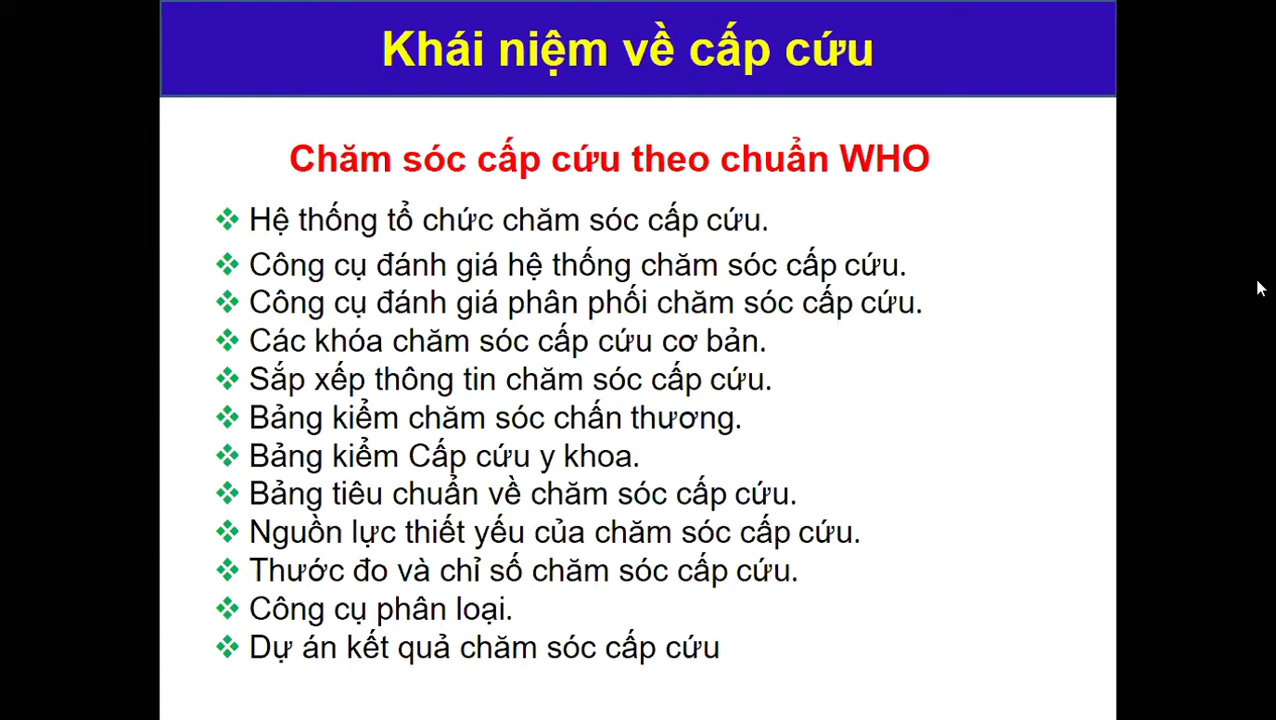 Khái niệm về cấp cứu
Chăm sóc cấp cứu theo chuẩn WHO
Hệ thống tổ chức chăm sóc cấp cứu.
Công cụ đánh giá hệ thống chăm sóc cấp cứu.
Công cụ đánh giá phân phối chăm sóc cấp cứu.
Các khóa chăm sóc cấp cứu cơ bản.
Sắp xếp thông tin chăm sóc cấp cứu.
Bảng kiểm chăm sóc chấn thương.
Bảng kiểm Cấp cứu y khoa.
Bảng tiêu chuẩn về chăm sóc cấp cứu.
Nguồn lực thiết yếu của chăm sóc cấp cứu.
Thước đo và chỉ số chăm sóc cấp cứu.
Công cụ phân loại.
Dự án kết quả chăm sóc cấp cứu